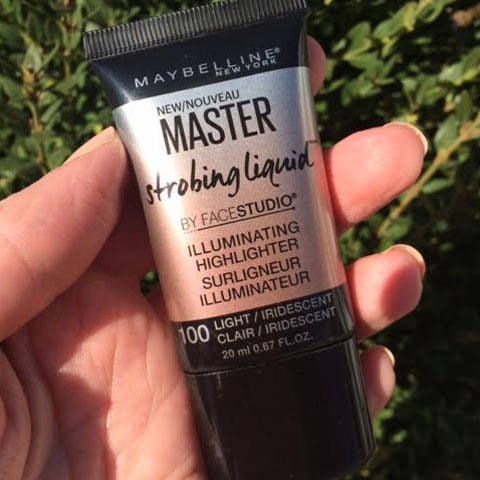 MAYBELLINE®
NEW YORK
NEW/NOUVEAU
MASTER
strobing liquid™
BY FACESTUDIO®
ILLUMINATING
HIGHLIGHTER
SURLIGNEUR
ILLUMINATEUR
100 LIGHT / IRIDESCENT
CLAIR / IRIDESCENT
20 ml 0.67 FL.OZ.